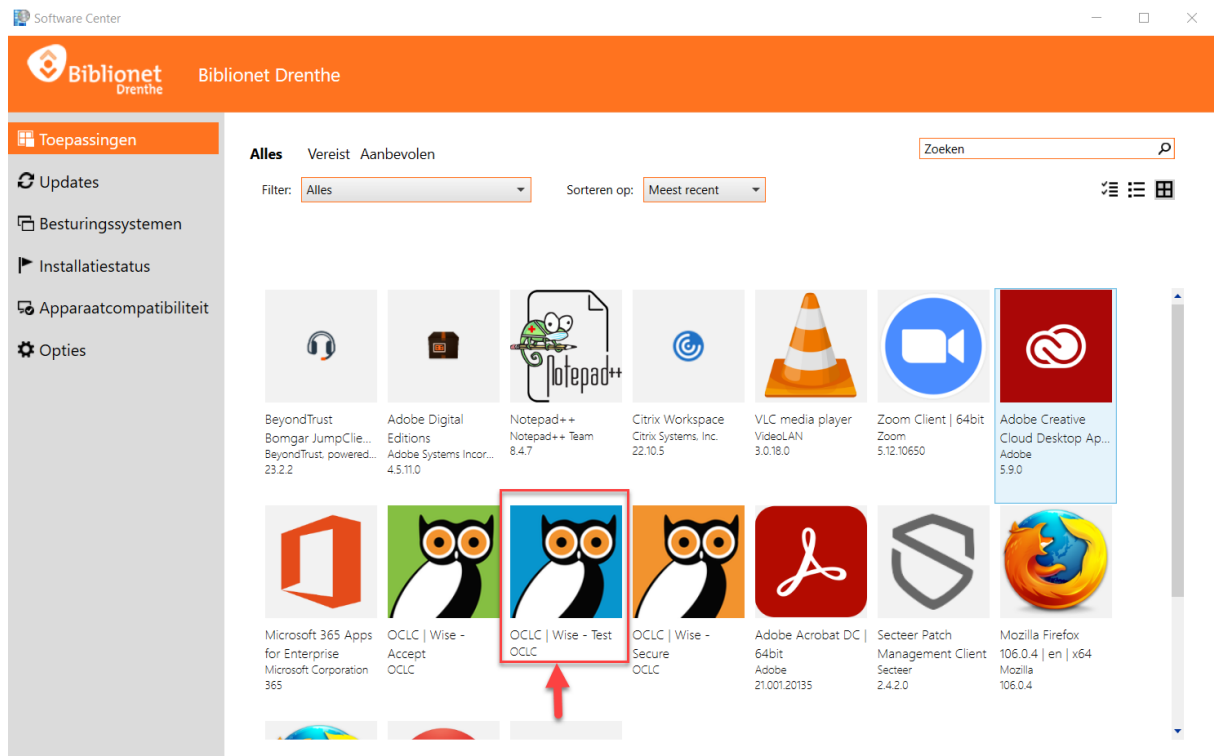 Software Center
Biblionet
Drenthe
Biblionet Drenthe
Toepassingen
Updates
Besturingssystemen
Installatiestatus
Apparaatcompatibiliteit
Opties
Alles Vereist Aanbevolen
Zoeken
Filter: Alles Sorteren op: Meest recent
Notepad++
BeyondTrust
Bomgar JumpClie...
BeyondTrust, powered...
23.2.2
Adobe Digital
Editions
Adobe Systems Incor...
4.5.11.0
Notepad++
Notepad++ Team
8.4.7
Citrix Workspace
Citrix Systems, Inc.
22.10.5
VLC media player
VideoLAN
3.0.18.0
Zoom Client | 64bit
Zoom
5.12.10650
Adobe Creative
Cloud Desktop Ap...
Adobe
5.9.0
Microsoft 365 Apps
for Enterprise
Microsoft Corporation
365
OCLC | Wise -
Accept
OCLC
OCLC | Wise - Test
OCLC
OCLC | Wise -
Secure
OCLC
Adobe Acrobat DC |
64bit
Adobe
21.001.20135
Secteer Patch
Management Client
Secteer
2.4.2.0
Mozilla Firefox
106.0.4 | en | x64
Mozilla
106.0.4